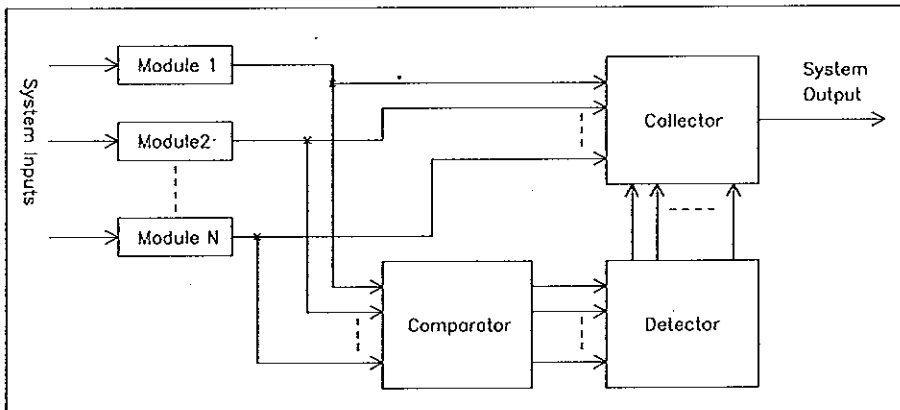 System Inputs
Module 1
Module2
Module N
Comparator
Detector
Collector
System
Output